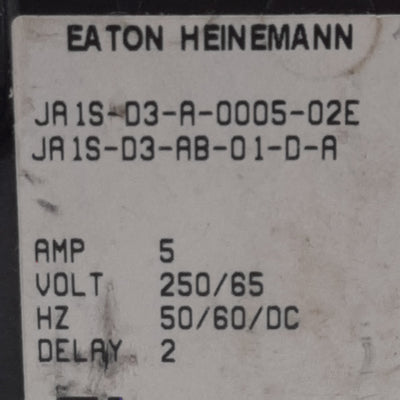 EATON HEINEMANN
JA1S-D3-A-0005-02E
JA1S-D3-AB-01-D-A
AMP 5
VOLT 250/65
HZ 50/60/DC
DELAY 2